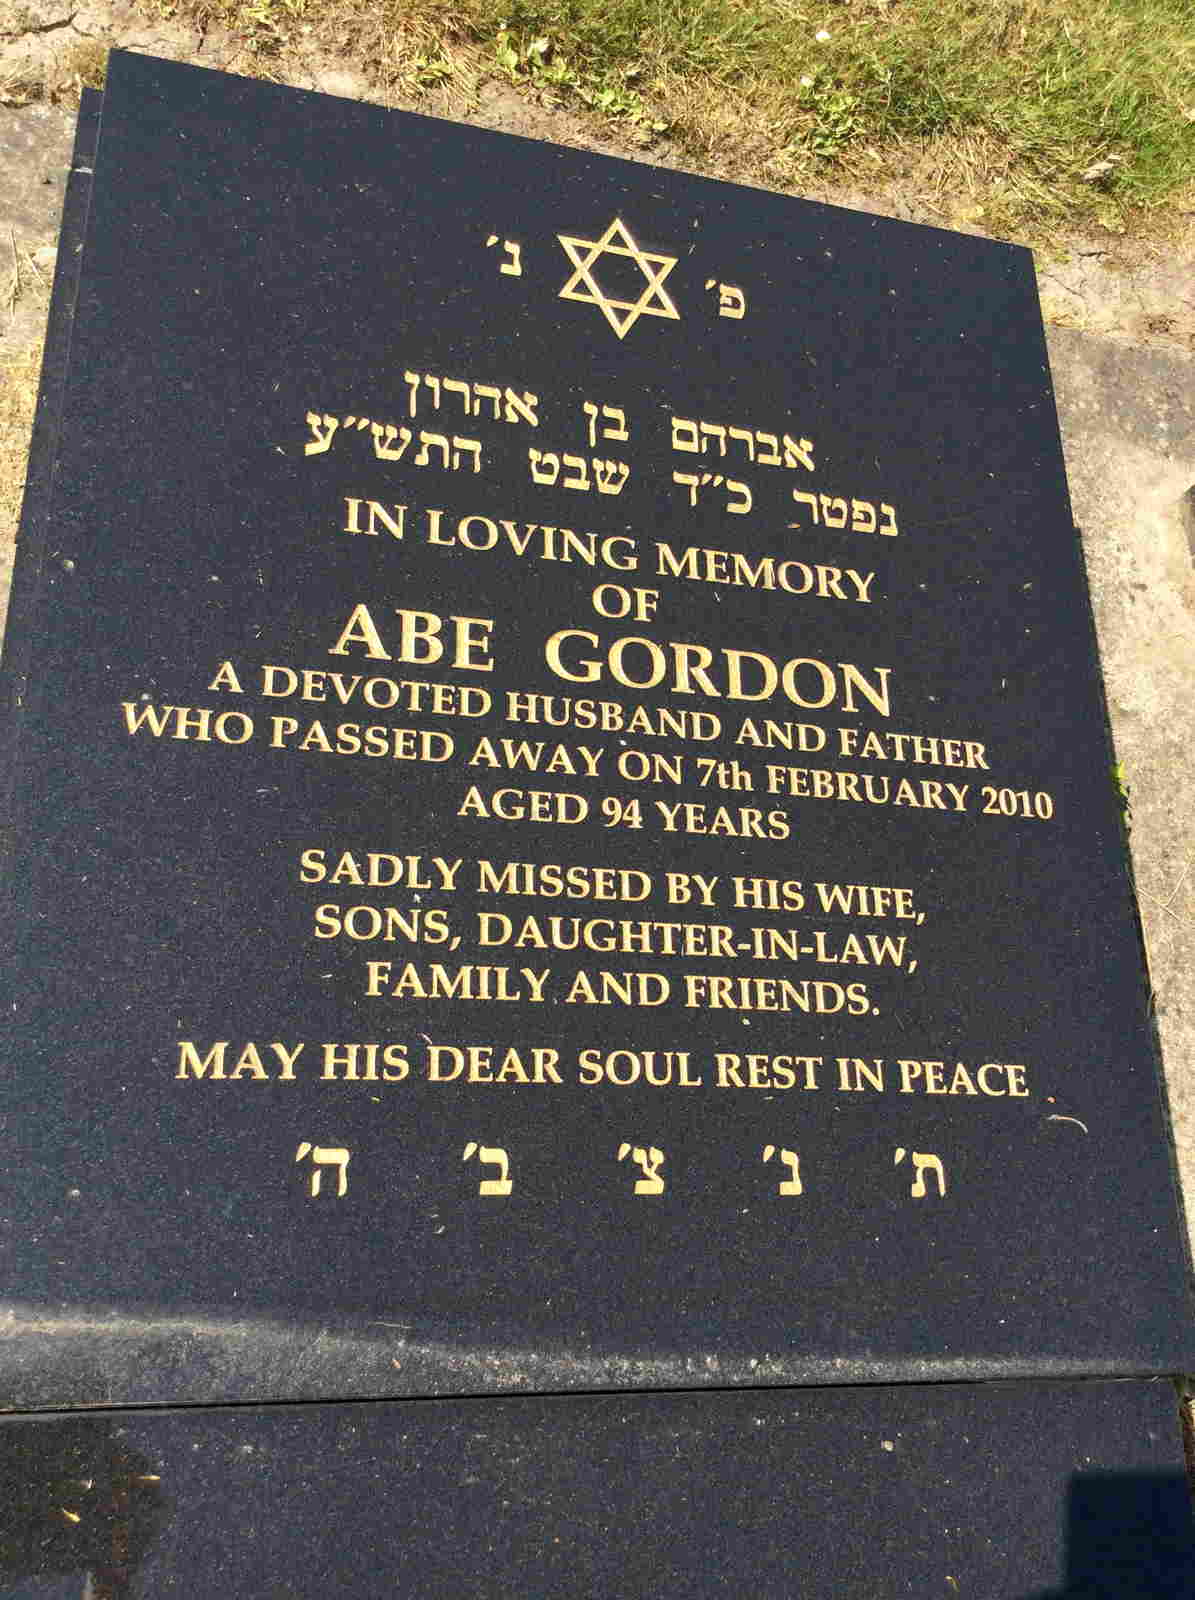 פ׳ נ׳
אברהם בן אהרון
נפטר כ״ד שבט התש״ע
IN LOVING MEMORY
OF
ABE GORDON
A DEVOTED HUSBAND AND FATHER
WHO PASSED AWAY ON 7th FEBRUARY 2010
AGED 94 YEARS
SADLY MISSED BY HIS WIFE,
SONS, DAUGHTER-IN-LAW,
FAMILY AND FRIENDS.
MAY HIS DEAR SOUL REST IN PEACE
ת׳ נ׳ צ׳ ב׳ ה׳